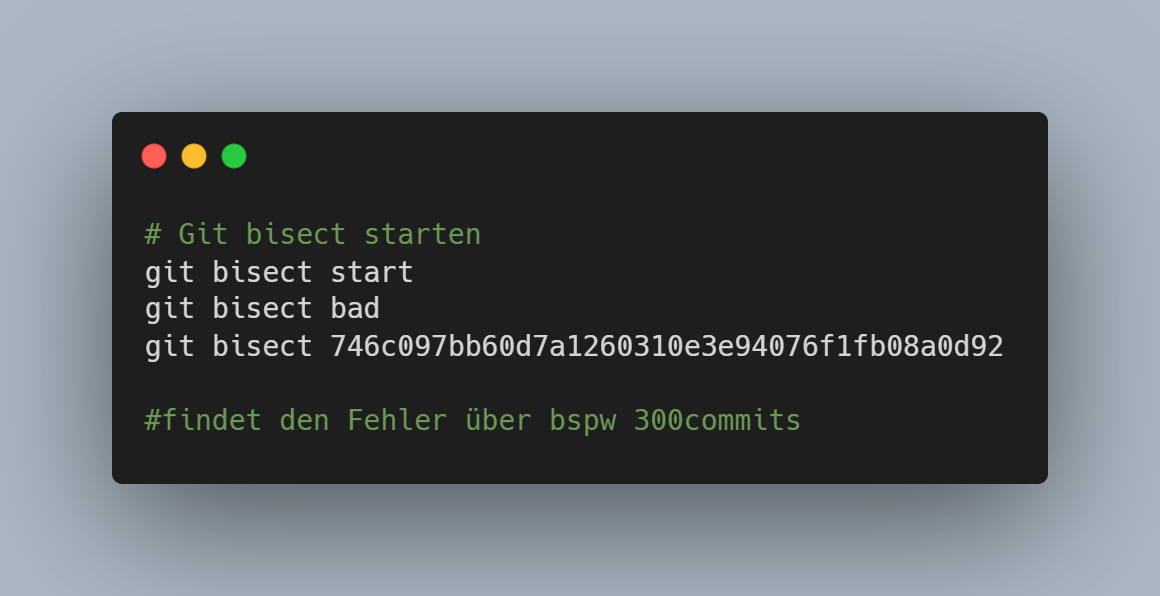 # Git bisect starten
git bisect start
git bisect bad
git bisect 746c097bb60d7a1260310e3e94076f1fb08a0d92
#findet den Fehler über bspw 300commits